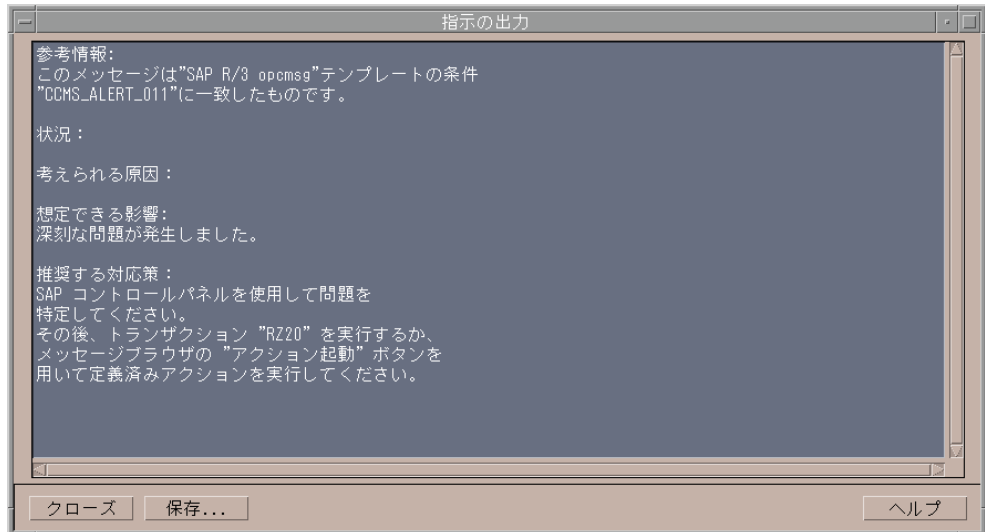 指示の出力
参考情報:
このメッセージは"SAP R/3 opcmsg"テンプレートの条件
"CCMS_ALERT_011"に一致したものです。
状況：
考えられる原因：
想定できる影響:
深刻な問題が発生しました。
推奨する対応策：
SAP コントロールパネルを使用して問題を
特定してください。
その後、トランザクション "RZ20" を実行するか、
メッセージブラウザの "アクション起動" ボタンを
用いて定義済みアクションを実行してください。
クローズ 保存... ヘルプ